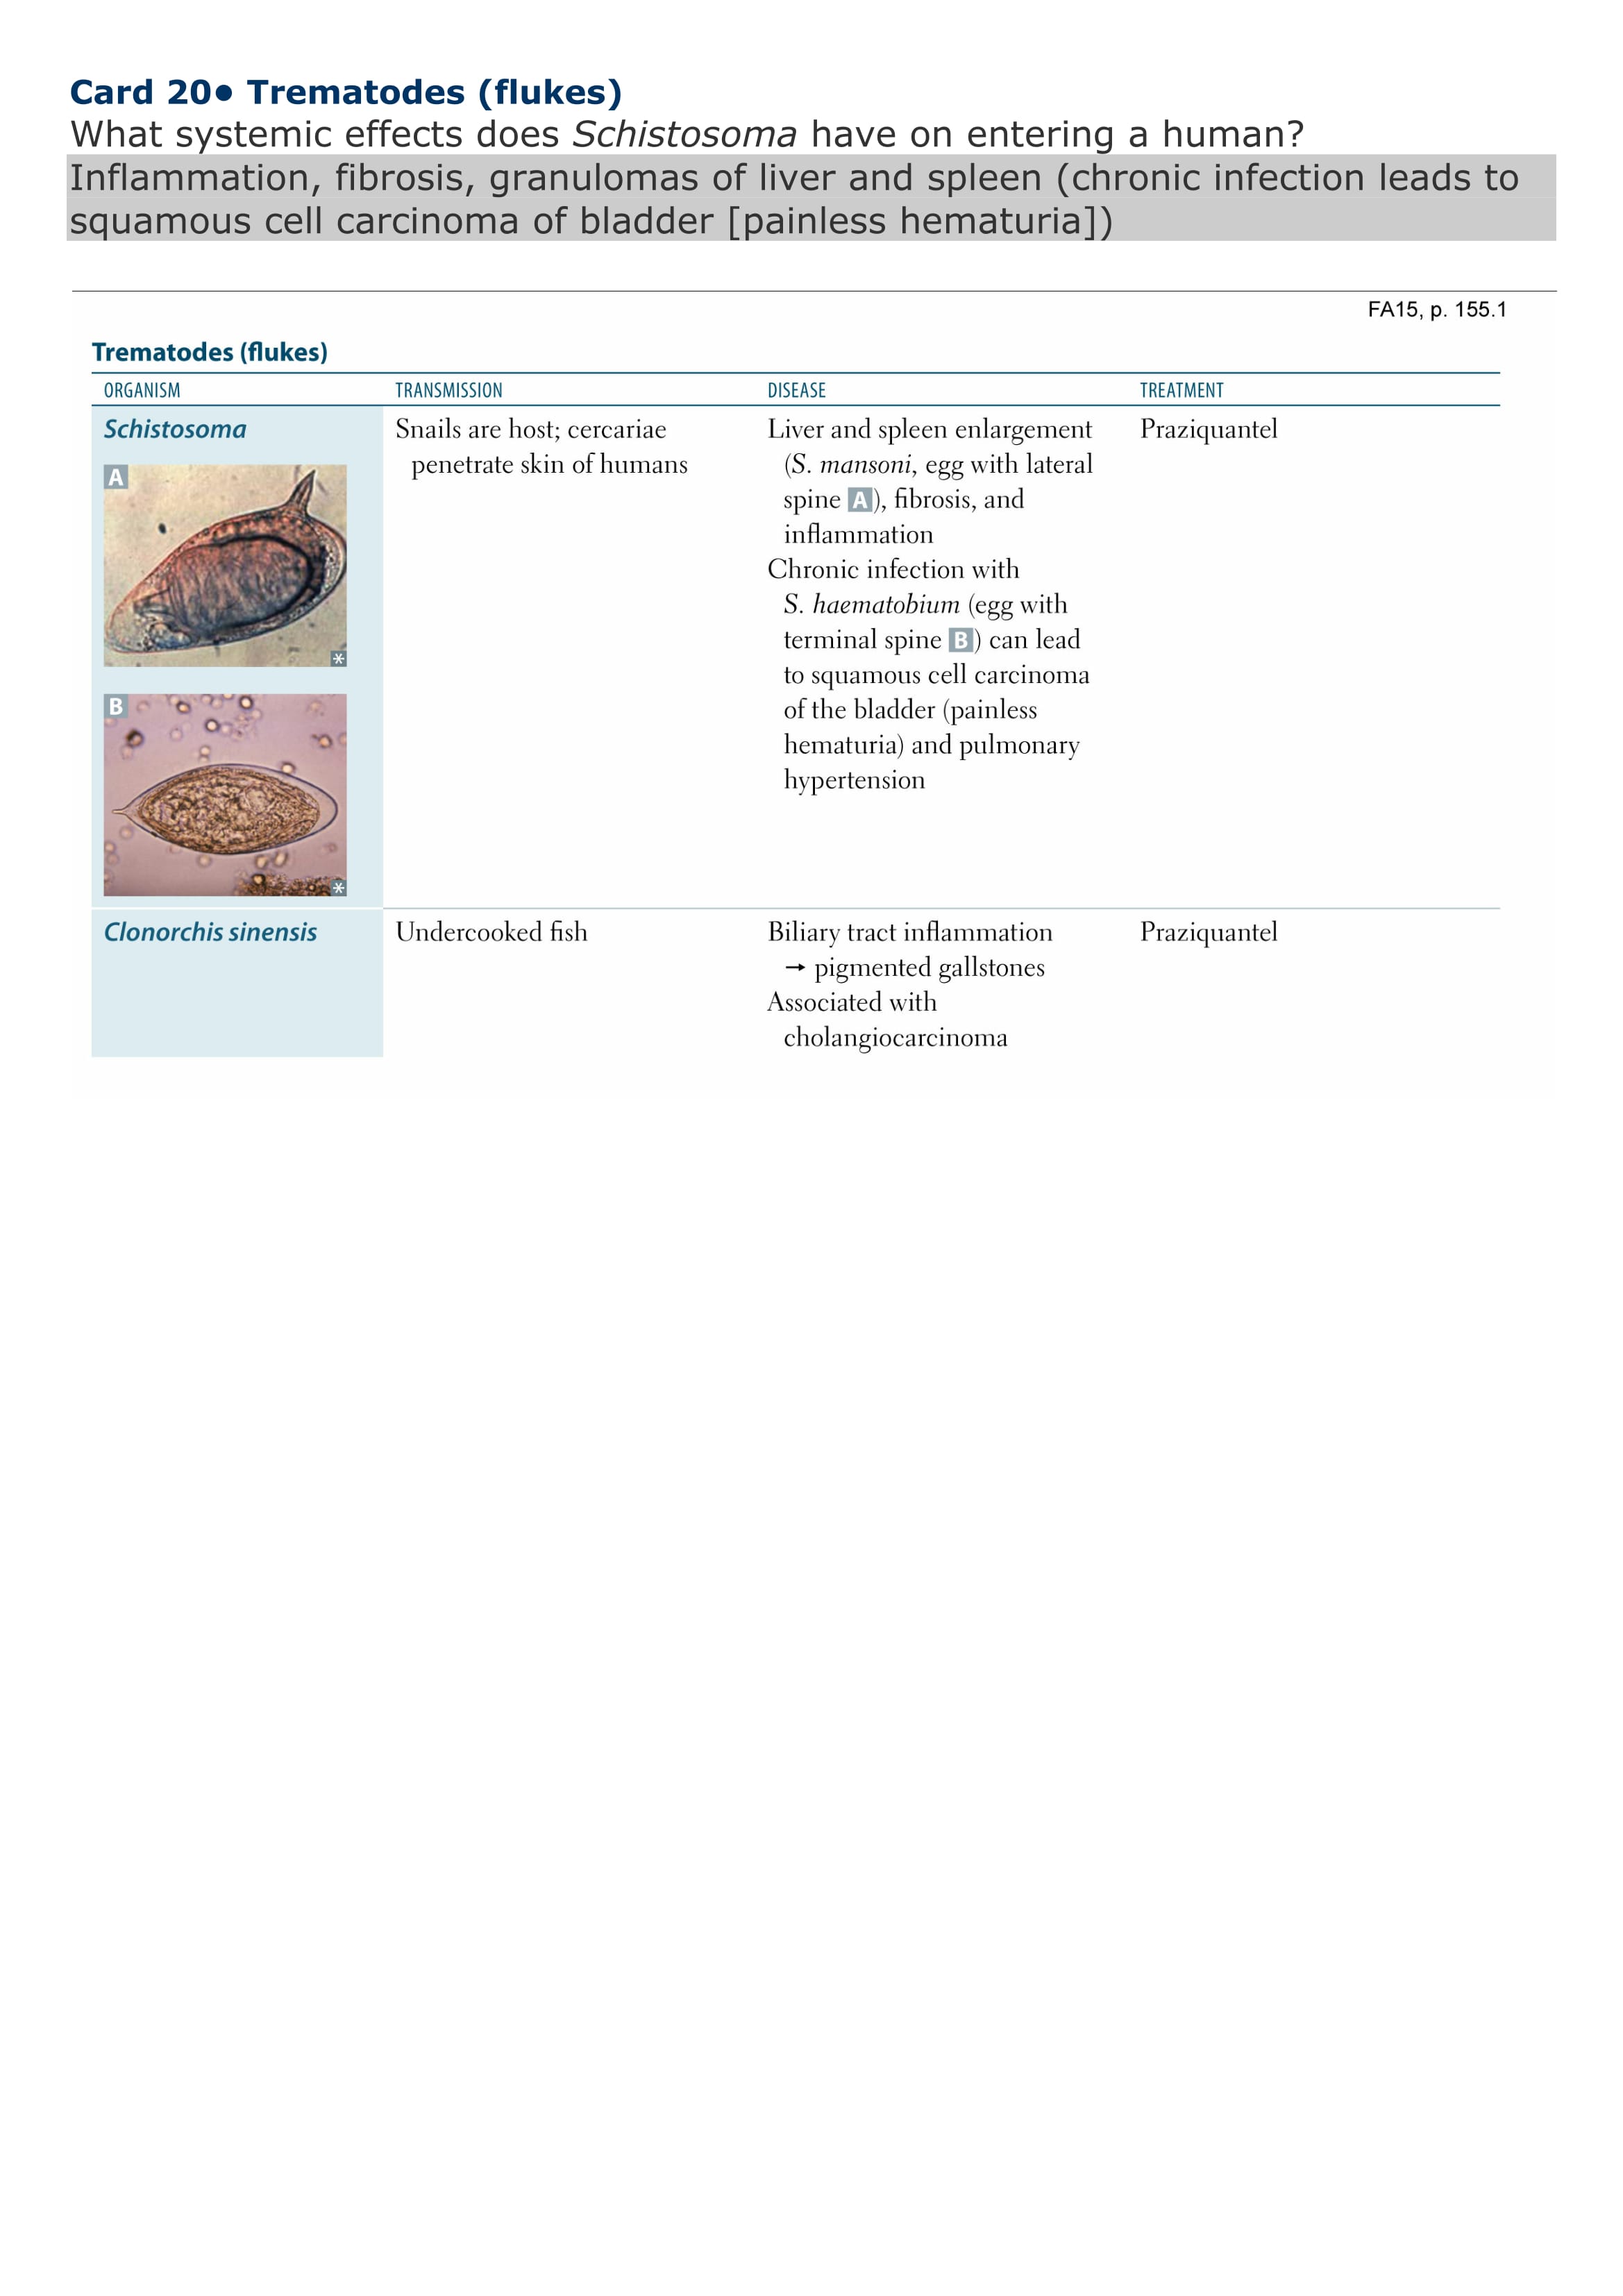 Card 20● Trematodes (flukes)
What systemic effects does Schistosoma have on entering a human?
Inflammation, fibrosis, granulomas of liver and spleen (chronic infection leads to
squamous cell carcinoma of bladder [painless hematuria])
FA15, p. 155.1
Trematodes (flukes)
ORGANISM TRANSMISSION DISEASE TREATMENT
Schistosoma
A
*
B
*
Snails are host; cercariae
penetrate skin of humans
Liver and spleen enlargement
(S. mansoni, egg with lateral
spine A), fibrosis, and
inflammation
Chronic infection with
S. haematobium (egg with
terminal spine B) can lead
to squamous cell carcinoma
of the bladder (painless
hematuria) and pulmonary
hypertension
Praziquantel
Clonorchis sinensis
Undercooked fish
Biliary tract inflammation
→ pigmented gallstones
Associated with
cholangiocarcinoma
Praziquantel